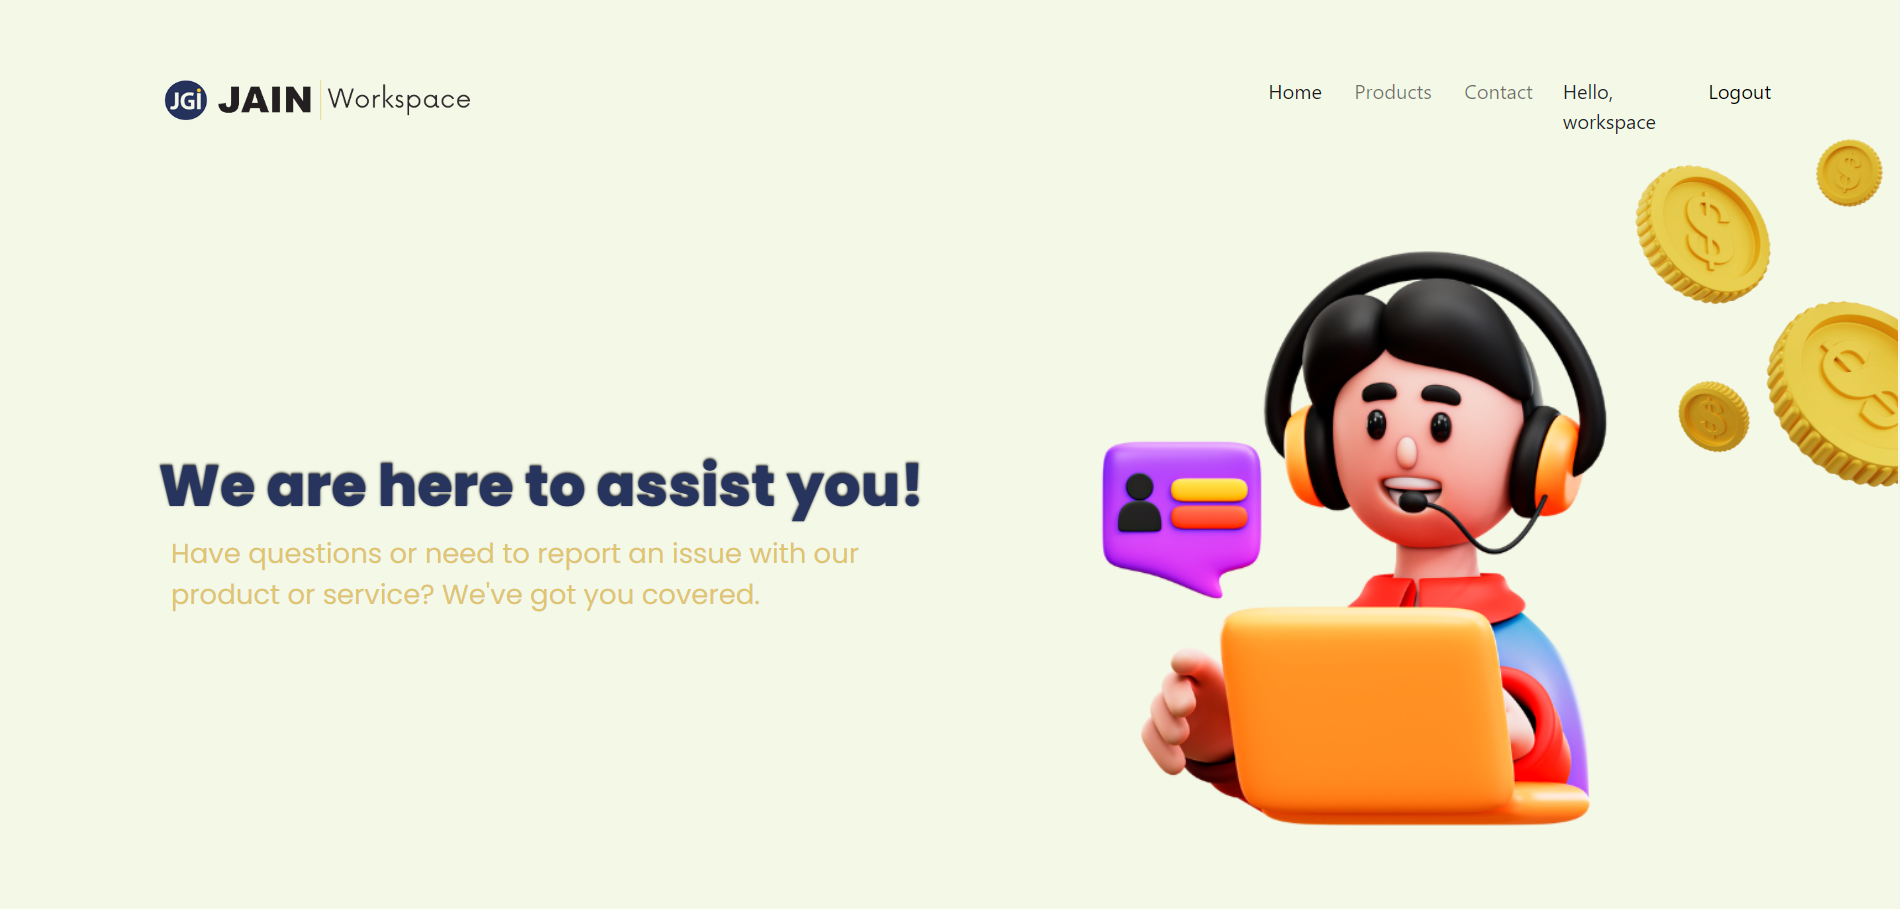 JGi JAIN Workspace
Home Products Contact Hello, workspace Logout
We are here to assist you!
Have questions or need to report an issue with our
product or service? We've got you covered.
$
$
$
$